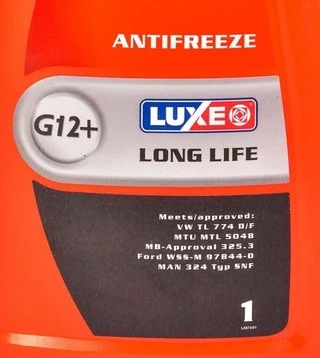 ANTIFREEZE
G12+
LUXE
LONG LIFE
Meets/approved:
VW TL 774 D/F
MTU MTL 5048
MB-Approval 325.3
Ford WSS-M 97B44-D
MAN 324 Typ SNF
1